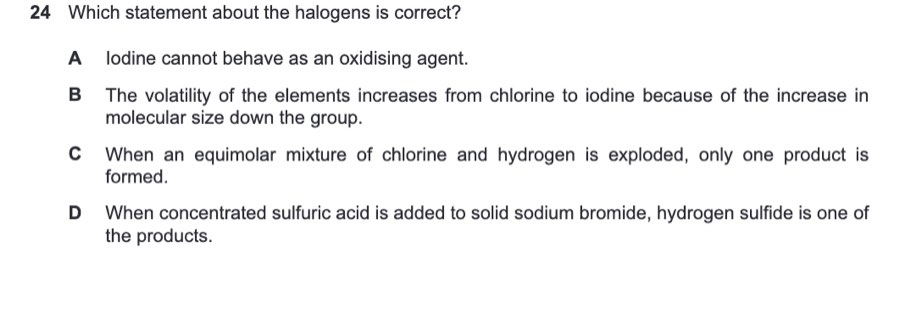 24 Which statement about the halogens is correct?
A Iodine cannot behave as an oxidising agent.
B The volatility of the elements increases from chlorine to iodine because of the increase in
molecular size down the group.
C When an equimolar mixture of chlorine and hydrogen is exploded, only one product is
formed.
D When concentrated sulfuric acid is added to solid sodium bromide, hydrogen sulfide is one of
the products.